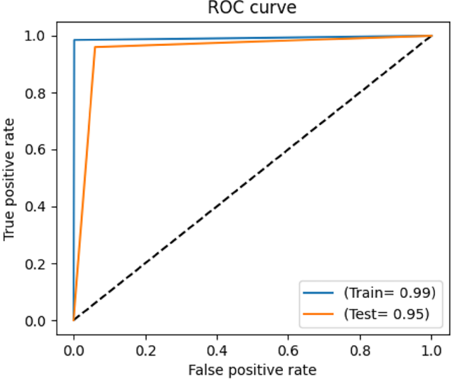 ROC curve
True positive rate
1.0
0.8
0.6
0.4
0.2
0.0
(Train= 0.99)
(Test= 0.95)
0.0 0.2 0.4 0.6 0.8 1.0
False positive rate